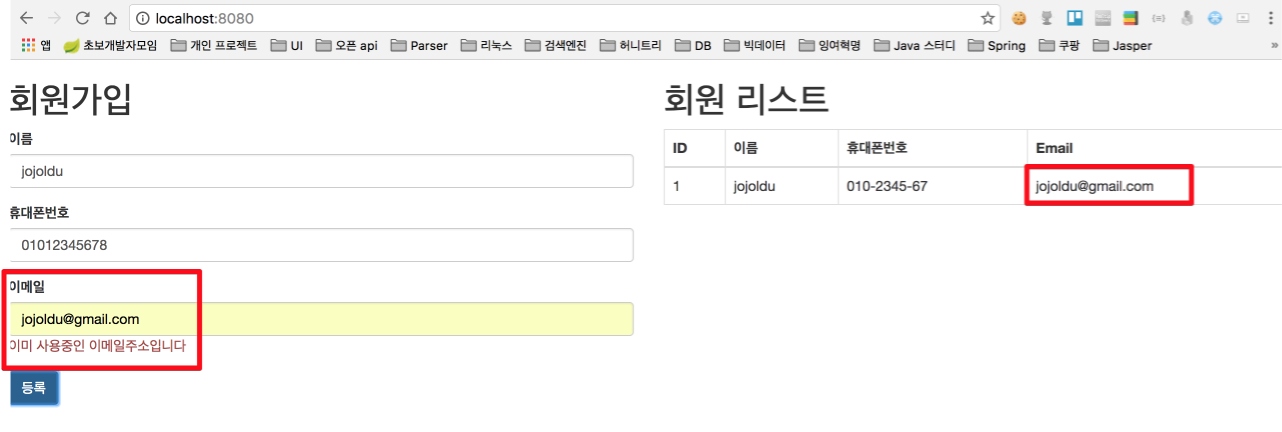 localhost:8080
앱 초보개발자모임 개인 프로젝트 UI 오픈 api Parser 리눅스 검색엔진 허니트리 DB 빅데이터 잉여혁명 Java 스터디 Spring 쿠팡 Jasper »
회원가입
이름
jojoldu
휴대폰번호
01012345678
이메일
jojoldu@gmail.com
이미 사용중인 이메일주소입니다
등록
회원 리스트
ID 이름 휴대폰번호 Email
1 jojoldu 010-2345-67 jojoldu@gmail.com